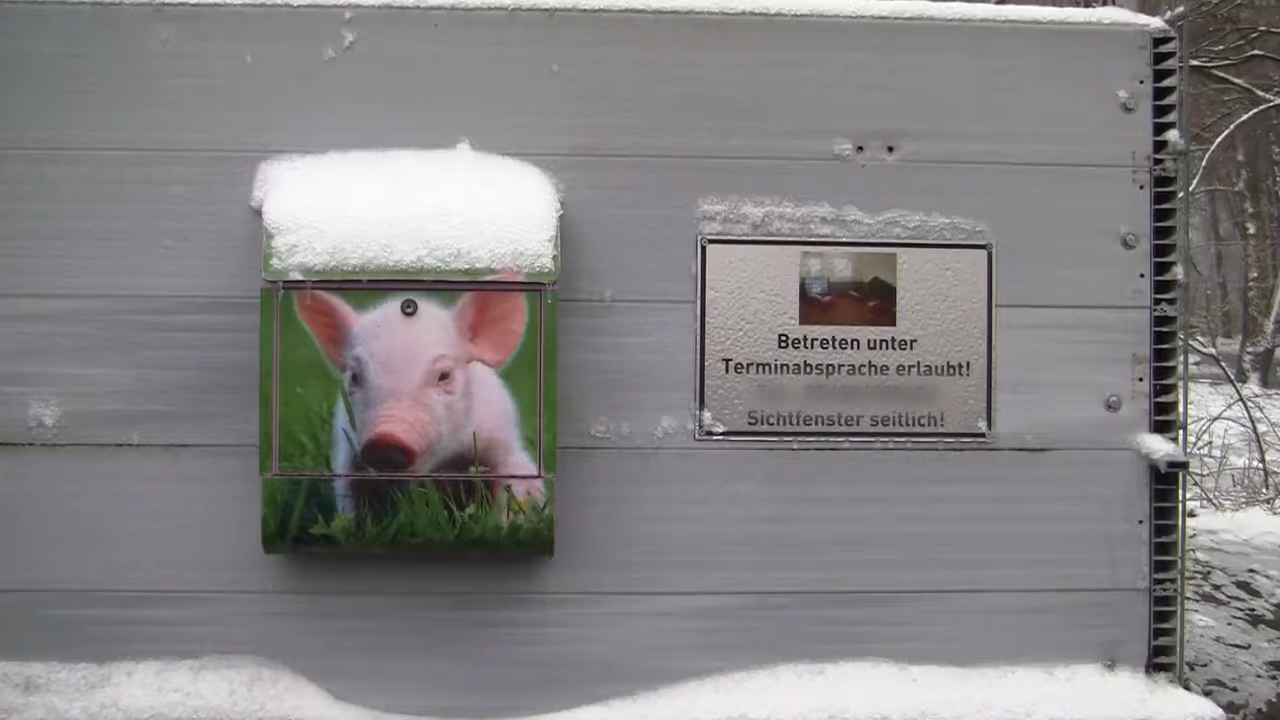 Betreten unter
Terminabsprache erlaubt!
Sichtfenster seitlich!